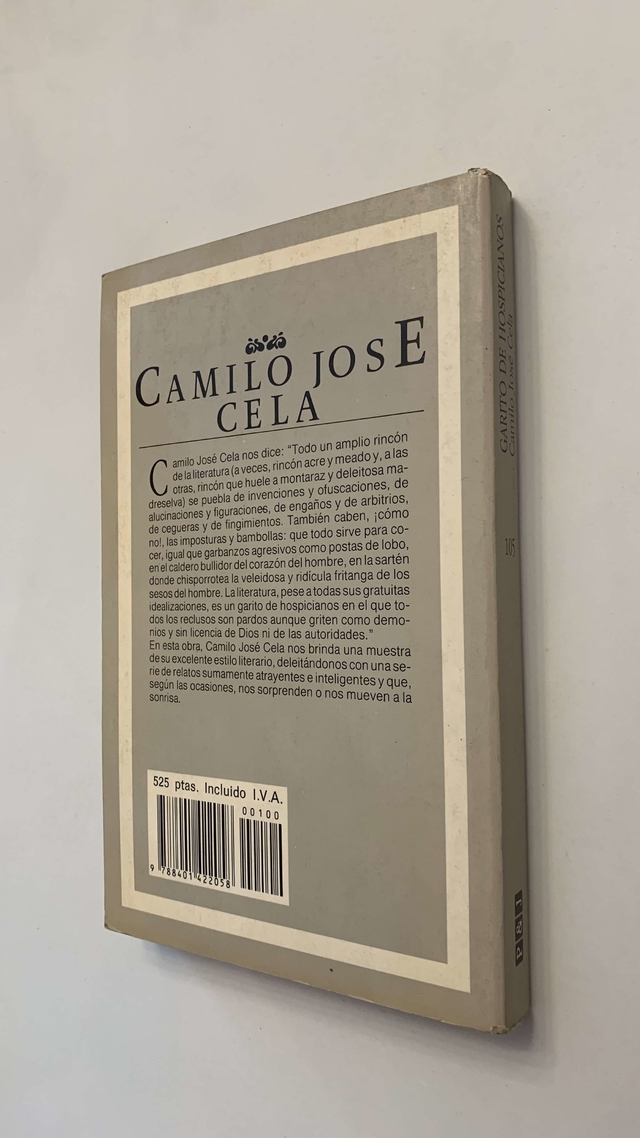 CAMILO JOSE
CELA
Camilo José Cela nos dice: "Todo un amplio rincón
de la literatura (a veces, rincón acre y meado y, a las
otras, rincón que huele a montaraz y deleitosa ma-
dreselva) se puebla de invenciones y ofuscaciones, de
alucinaciones y figuraciones, de engaños y de arbitrios,
de cegueras y de fingimientos. También caben, ¡cómo
no!, las imposturas y bambollas: que todo sirve para co-
cer, igual que garbanzos agresivos como postas de lobo,
en el caldero bullidor del corazón del hombre, en la sartén
donde chisporrotea la veleidosa y ridícula fritanga de los
sesos del hombre. La literatura, pese a todas sus gratuitas
idealizaciones, es un garito de hospicianos en el que to-
dos los reclusos son pardos aunque griten como demo-
nios y sin licencia de Dios ni de las autoridades."
En esta obra, Camilo José Cela nos brinda una muestra
de su excelente estilo literario, deleitándonos con una se-
rie de relatos sumamente atrayentes e inteligentes y que,
según las ocasiones, nos sorprenden o nos mueven a la
sonrisa.
525 ptas. Incluido I.V.A.
00100
9 788401 422058
GARITO DE HOSPICIANOS
Camilo José Cela
105
P&J